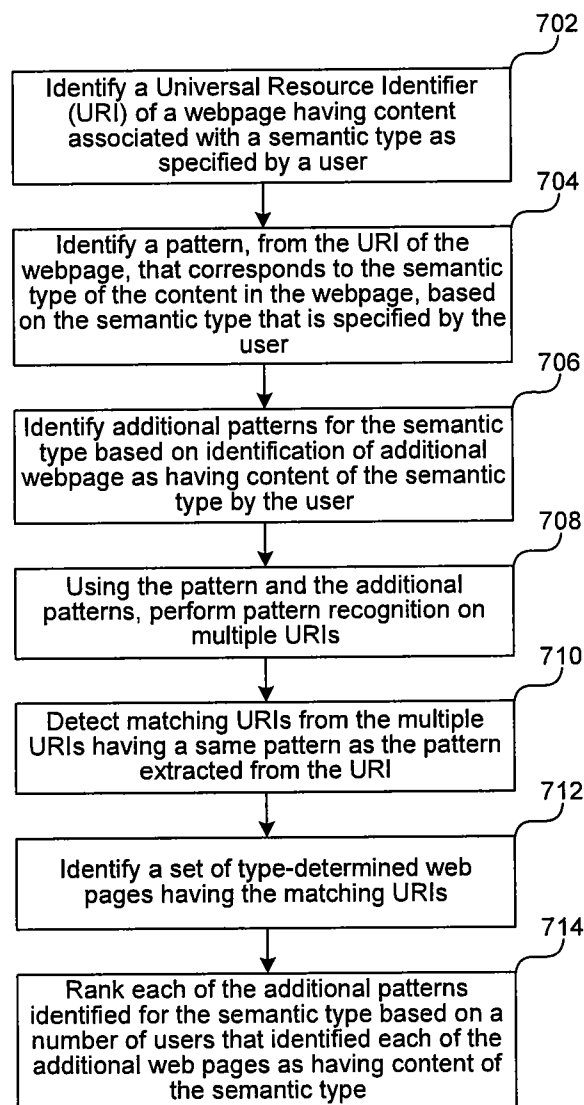 702
Identify a Universal Resource Identifier
(URI) of a webpage having content
associated with a semantic type as
specified by a user
704
Identify a pattern, from the URI of the
webpage, that corresponds to the semantic
type of the content in the webpage, based
on the semantic type that is specified by the
user
706
Identify additional patterns for the semantic
type based on identification of additional
webpage as having content of the semantic
type by the user
708
Using the pattern and the additional
patterns, perform pattern recognition on
multiple URIs
710
Detect matching URIs from the multiple
URIs having a same pattern as the pattern
extracted from the URI
712
Identify a set of type-determined web
pages having the matching URIs
714
Rank each of the additional patterns
identified for the semantic type based on a
number of users that identified each of the
additional web pages as having content of
the semantic type